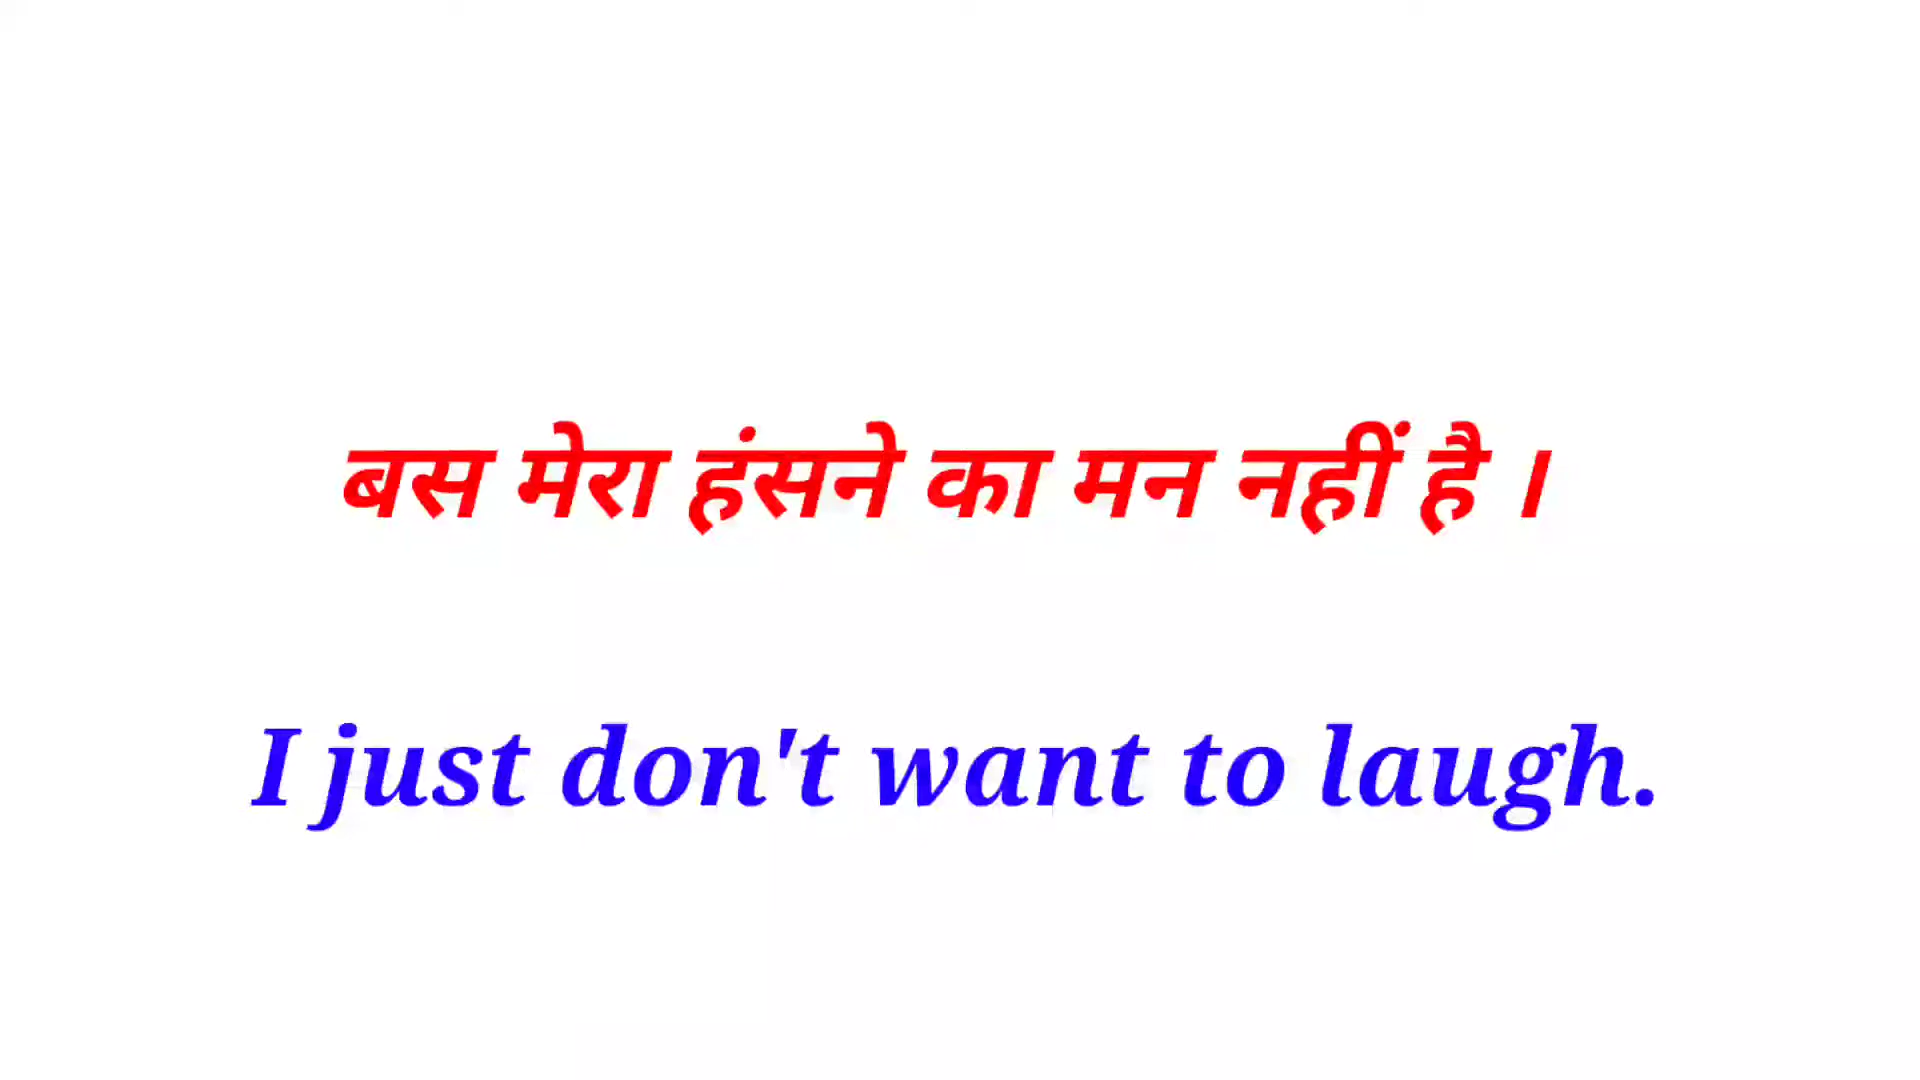 बस मेरा हंसने का मन नहीं है ।
I just don't want to laugh.